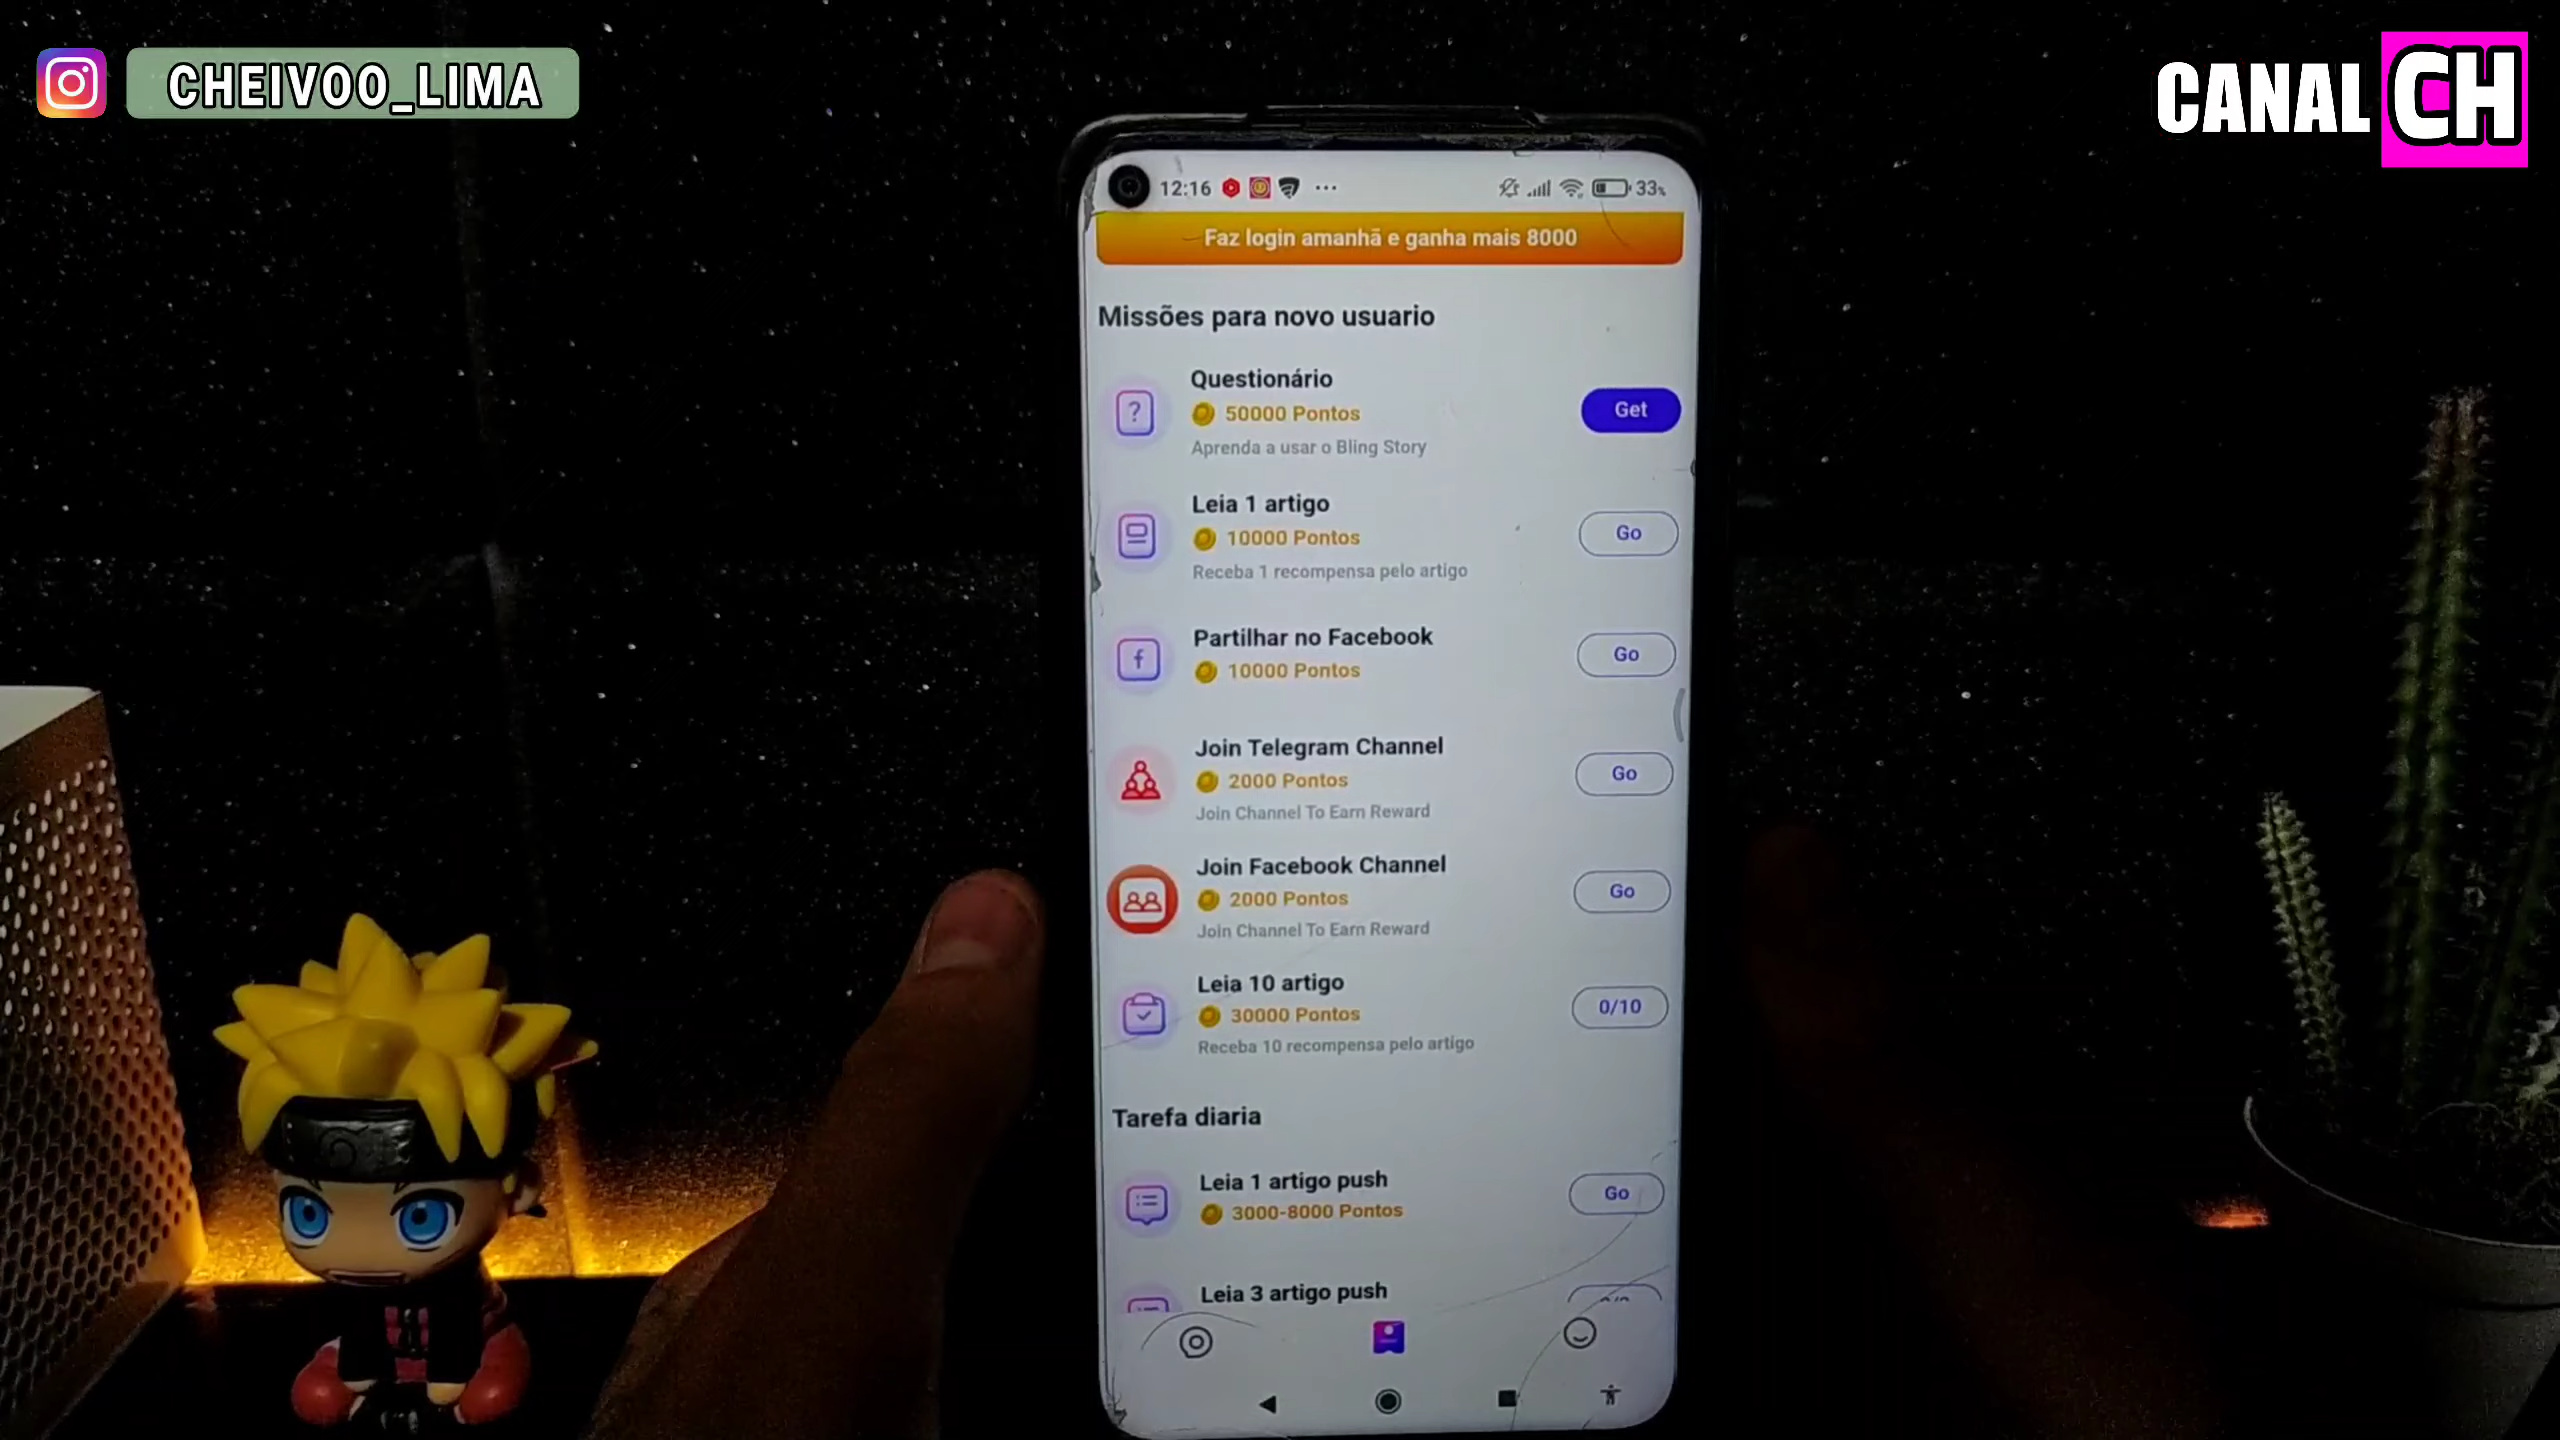 CHEIVOO_LIMA
CANAL CH
12:16
33%
Faz login amanhã e ganha mais 8000
Missões para novo usuario
Questionário
50000 Pontos
Aprenda a usar o Bling Story
Get
Leia 1 artigo
10000 Pontos
Receba 1 recompensa pelo artigo
Go
Partilhar no Facebook
10000 Pontos
Go
Join Telegram Channel
2000 Pontos
Join Channel To Earn Reward
Go
Join Facebook Channel
2000 Pontos
Join Channel To Earn Reward
Go
Leia 10 artigo
30000 Pontos
Receba 10 recompensa pelo artigo
0/10
Tarefa diaria
Leia 1 artigo push
3000-8000 Pontos
Go
Leia 3 artigo push